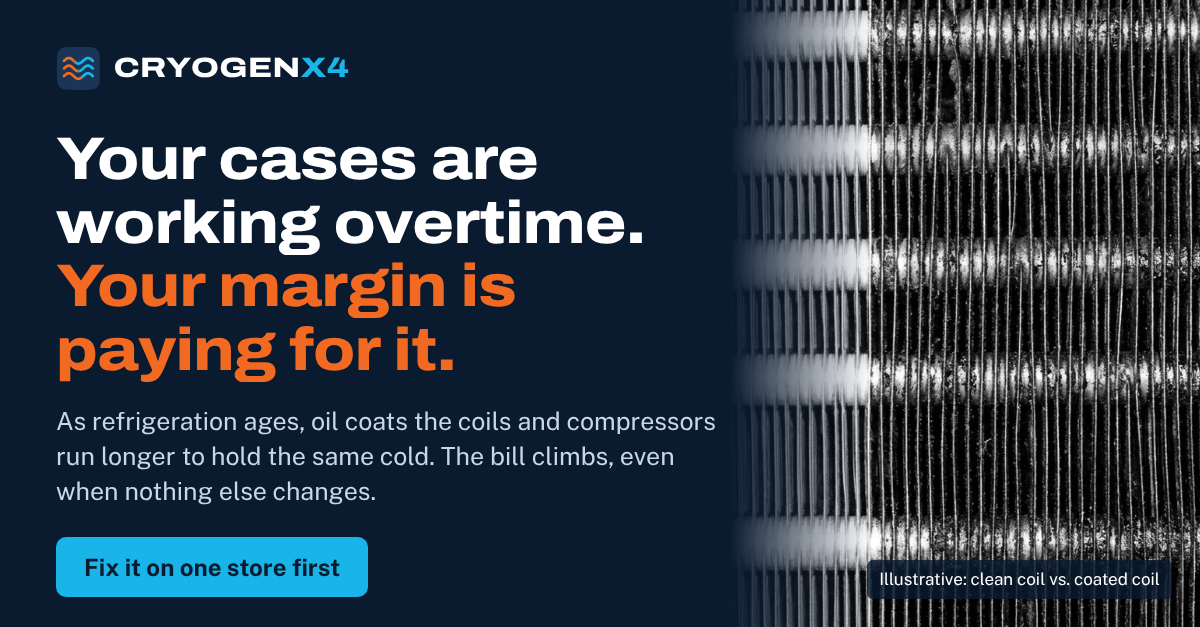 CRYOGENX4
Your cases are
working overtime.
Your margin is
paying for it.
As refrigeration ages, oil coats the coils and compressors
run longer to hold the same cold. The bill climbs, even
when nothing else changes.
Fix it on one store first
Illustrative: clean coil vs. coated coil